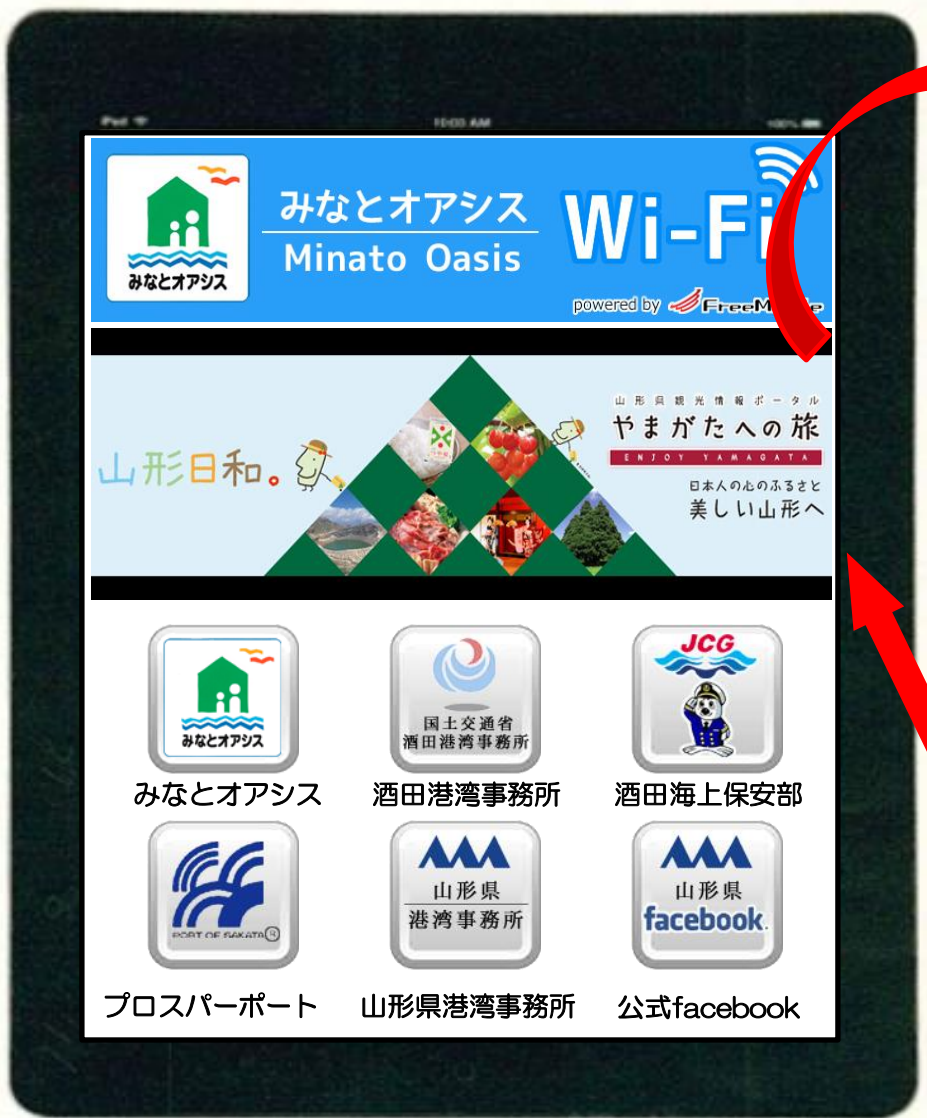 iPad
10:00 AM
100%
みなとオアシス
みなとオアシス
Minato Oasis
Wi-Fi
powered by FreeM
山形日和。
山形県観光情報ポータル
やまがたへの旅
ENJOY YAMAGATA
日本人の心のふるさと
美しい山形へ
みなとオアシス
国土交通省
酒田港湾事務所
JCG
みなとオアシス
酒田港湾事務所
酒田海上保安部
PORT OF SAKATA®
山形県
港湾事務所
山形県
facebook.
プロスパーポート
山形県港湾事務所
公式facebook